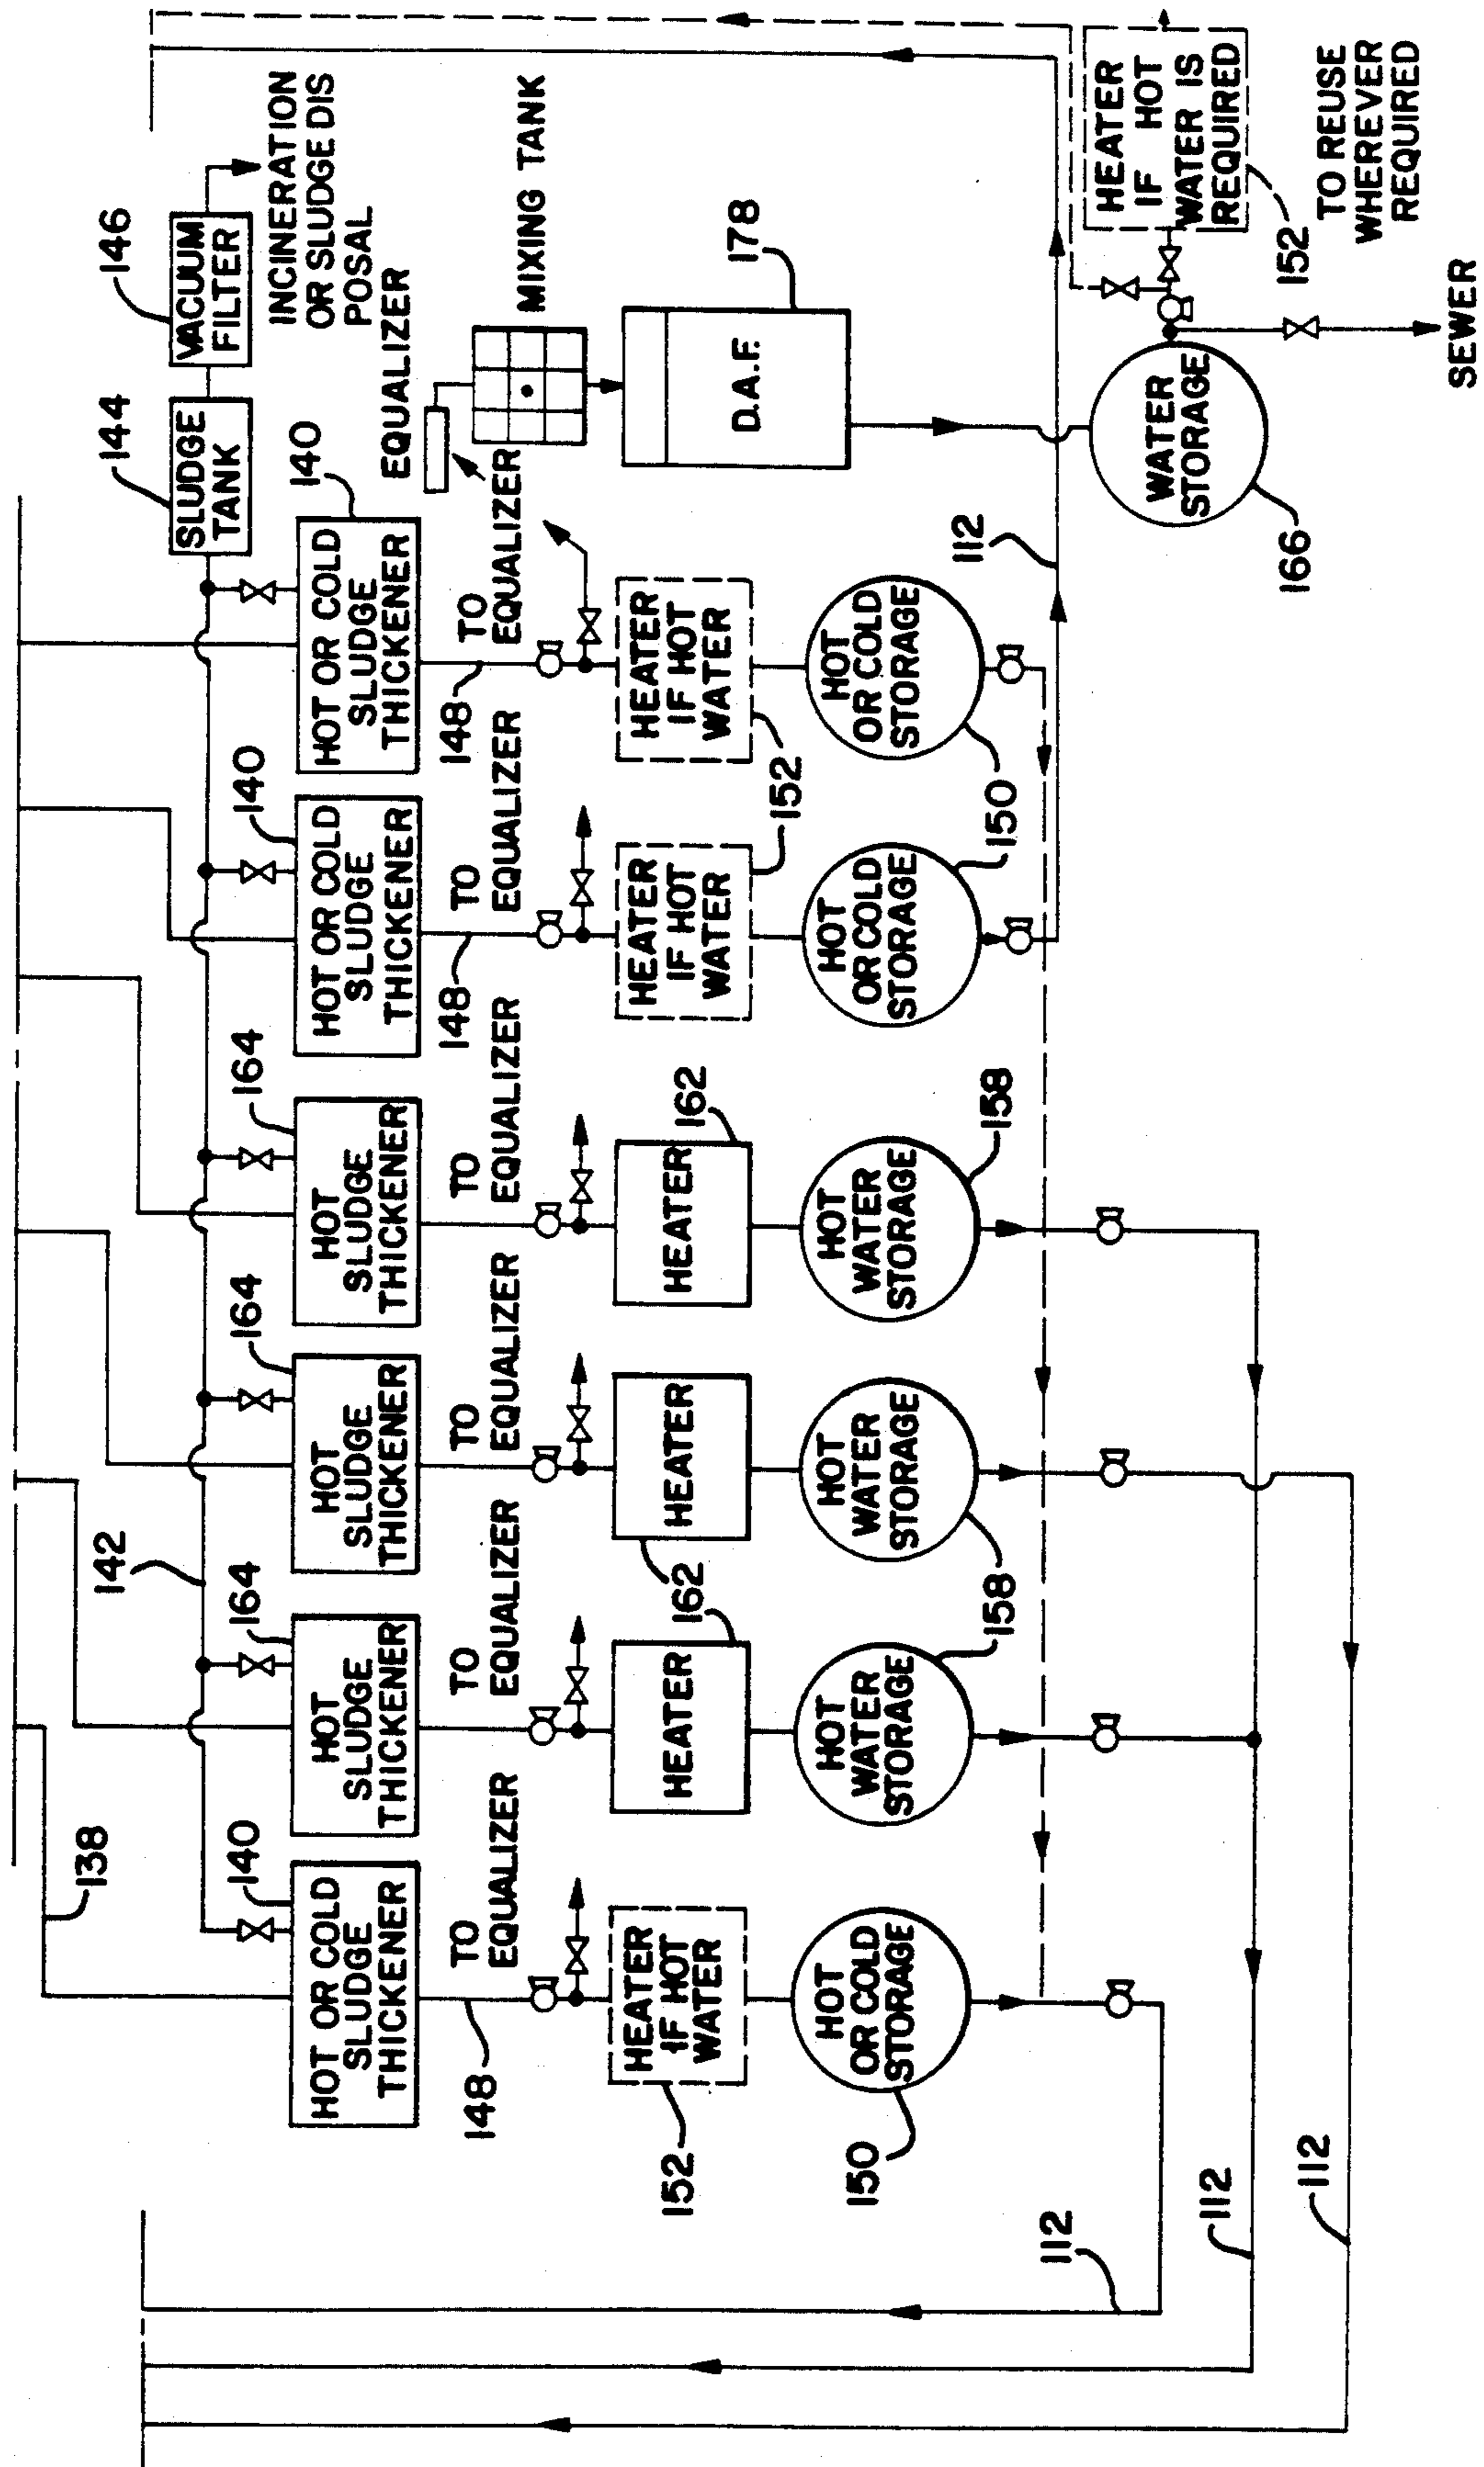 138
142
144
146
SLUDGE
TANK
VACUUM
FILTER
INCINERATION
OR SLUDGE DIS
POSAL
140
164
164
164
140
140
HOT OR COLD
SLUDGE
THICKENER
HOT
SLUDGE
THICKENER
HOT
SLUDGE
THICKENER
HOT
SLUDGE
THICKENER
HOT OR COLD
SLUDGE
THICKENER
HOT OR COLD
SLUDGE
THICKENER
EQUALIZER
MIXING TANK
148
TO
EQUALIZER
TO
EQUALIZER
TO
EQUALIZER
TO
EQUALIZER
148
TO
EQUALIZER
148
TO
EQUALIZER
152
HEATER
IF HOT
WATER
HEATER
162
HEATER
HEATER
162
HEATER
IF HOT
WATER
152
HEATER
IF HOT
WATER
D.A.F.
178
150
HOT
OR COLD
STORAGE
HOT
WATER
STORAGE
158
HOT
WATER
STORAGE
HOT
WATER
STORAGE
158
HOT
OR COLD
STORAGE
150
HOT
OR COLD
STORAGE
112
112
112
112
WATER
STORAGE
166
HEATER
IF HOT
WATER IS
REQUIRED
152
TO REUSE
WHEREVER
REQUIRED
SEWER